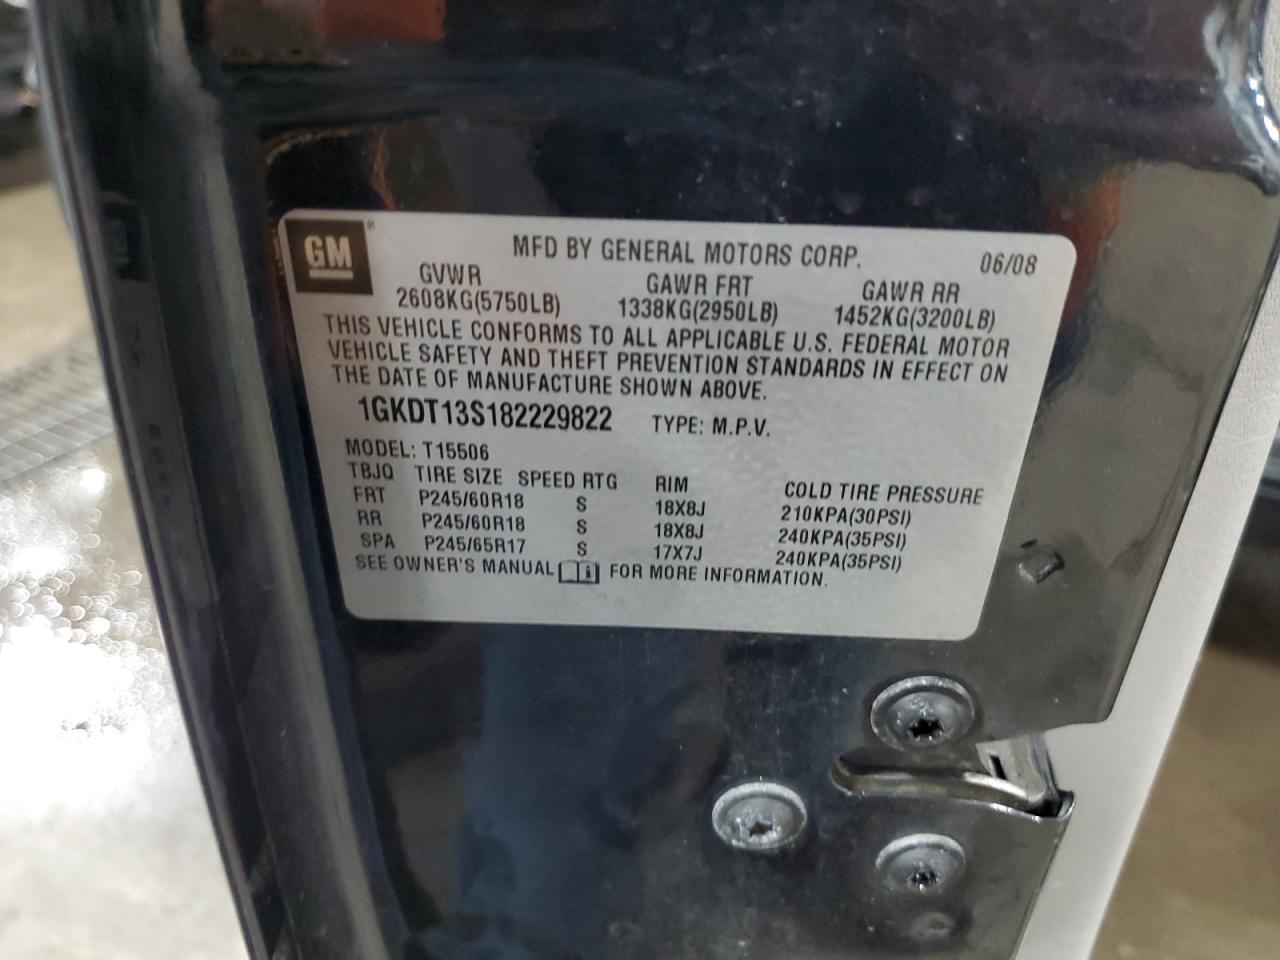 GM®
MFD BY GENERAL MOTORS CORP. 06/08
GVWR GAWR FRT GAWR RR
2608KG(5750LB) 1338KG(2950LB) 1452KG(3200LB)
THIS VEHICLE CONFORMS TO ALL APPLICABLE U.S. FEDERAL MOTOR
VEHICLE SAFETY AND THEFT PREVENTION STANDARDS IN EFFECT ON
THE DATE OF MANUFACTURE SHOWN ABOVE.
1GKDT13S182229822 TYPE: M.P.V.
MODEL: T15506
TBJQ TIRE SIZE SPEED RTG RIM COLD TIRE PRESSURE
FRT P245/60R18 S 18X8J 210KPA(30PSI)
RR P245/60R18 S 18X8J 240KPA(35PSI)
SPA P245/65R17 S 17X7J 240KPA(35PSI)
SEE OWNER'S MANUAL FOR MORE INFORMATION.